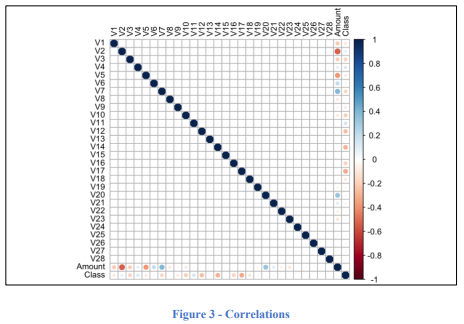 V1 V2 V3 V4 V5 V6 V7 V8 V9 V10 V11 V12 V13 V14 V15 V16 V17 V18 V19 V20 V21 V22 V23 V24 V25 V26 V27 V28 Amount Class
V1
V2
V3
V4
V5
V6
V7
V8
V9
V10
V11
V12
V13
V14
V15
V16
V17
V18
V19
V20
V21
V22
V23
V24
V25
V26
V27
V28
Amount
Class
1
0.8
0.6
0.4
0.2
0
-0.2
-0.4
-0.6
-0.8
-1
Figure 3 - Correlations